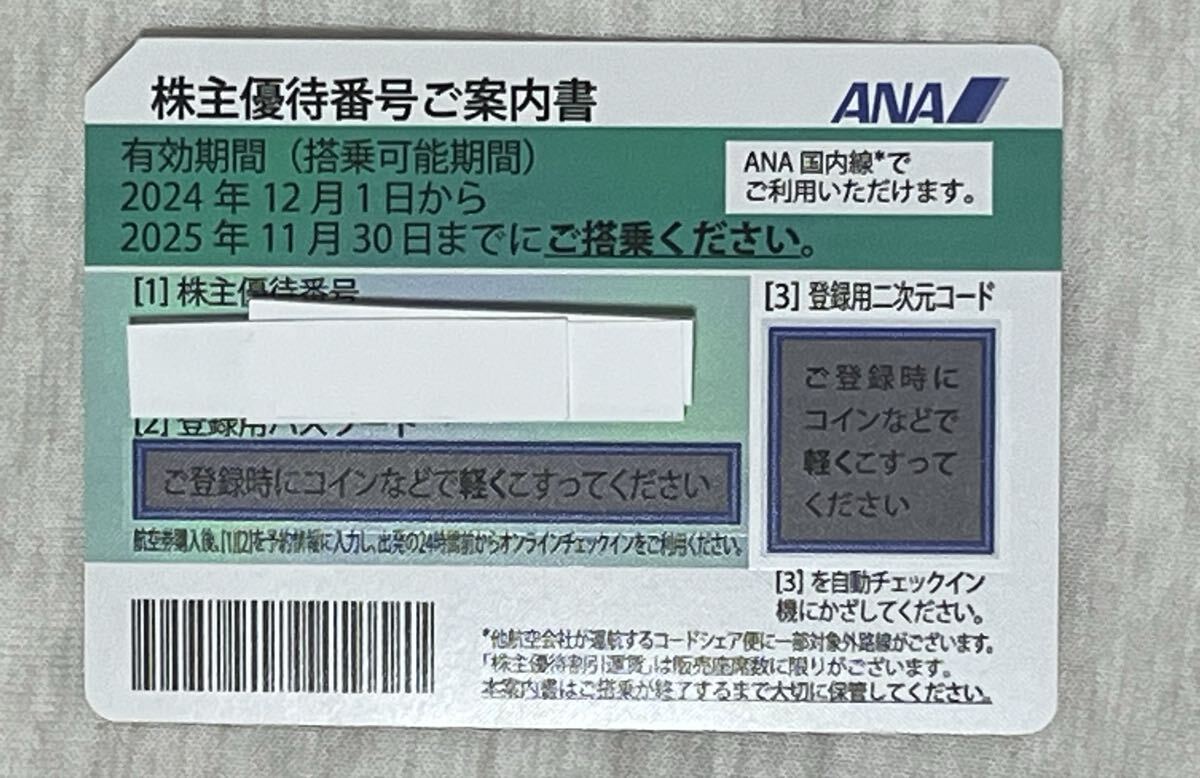 株主優待番号ご案内書
ANA
有効期間（搭乗可能期間）
2024年12月1日から
2025年11月30日までにご搭乗ください。
ANA国内線*で
ご利用いただけます。
[1]株主優待番号
[2]登録用パスワード
ご登録時にコインなどで軽くこすってください
航空券購入後、[1][2]を予約情報に入力し、出発の24時間前からオンラインチェックインをご利用ください。
[3]登録用二次元コード
ご登録時に
コインなどで
軽くこすって
ください
[3]を自動チェックイン
機にかざしてください。
*他航空会社が運航するコードシェア便に一部対象外路線がございます。
「株主優待割引運賃」は販売座席数に限りがございます。
本案内書はご搭乗が終了するまで大切に保管してください。